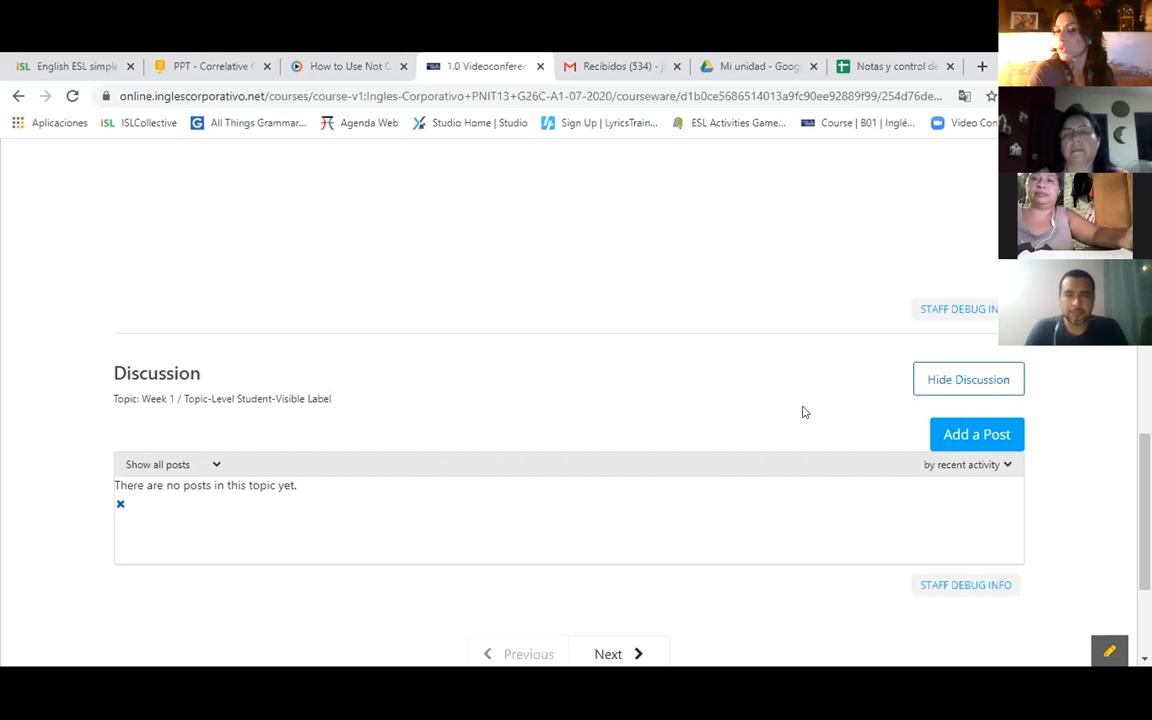 English ESL simple
PPT - Correlative C
How to Use Not C
1.0 Videoconferen
Recibidos (534) - j
Mi unidad - Goog
Notas y control de
online.inglescorporativo.net/courses/course-v1:Ingles-Corporativo+PNIT13+G26C-A1-07-2020/courseware/d1b0ce5686514013a9fc90ee92889f99/254d76de...
Aplicaciones
iSL ISLCollective
All Things Grammar...
Agenda Web
Studio Home | Studio
Sign Up | LyricsTrain...
ESL Activities Game...
Course | B01 | Inglé...
Video Con
STAFF DEBUG IN
Discussion
Hide Discussion
Topic: Week 1 / Topic-Level Student-Visible Label
Add a Post
Show all posts
by recent activity
There are no posts in this topic yet.
STAFF DEBUG INFO
Previous
Next